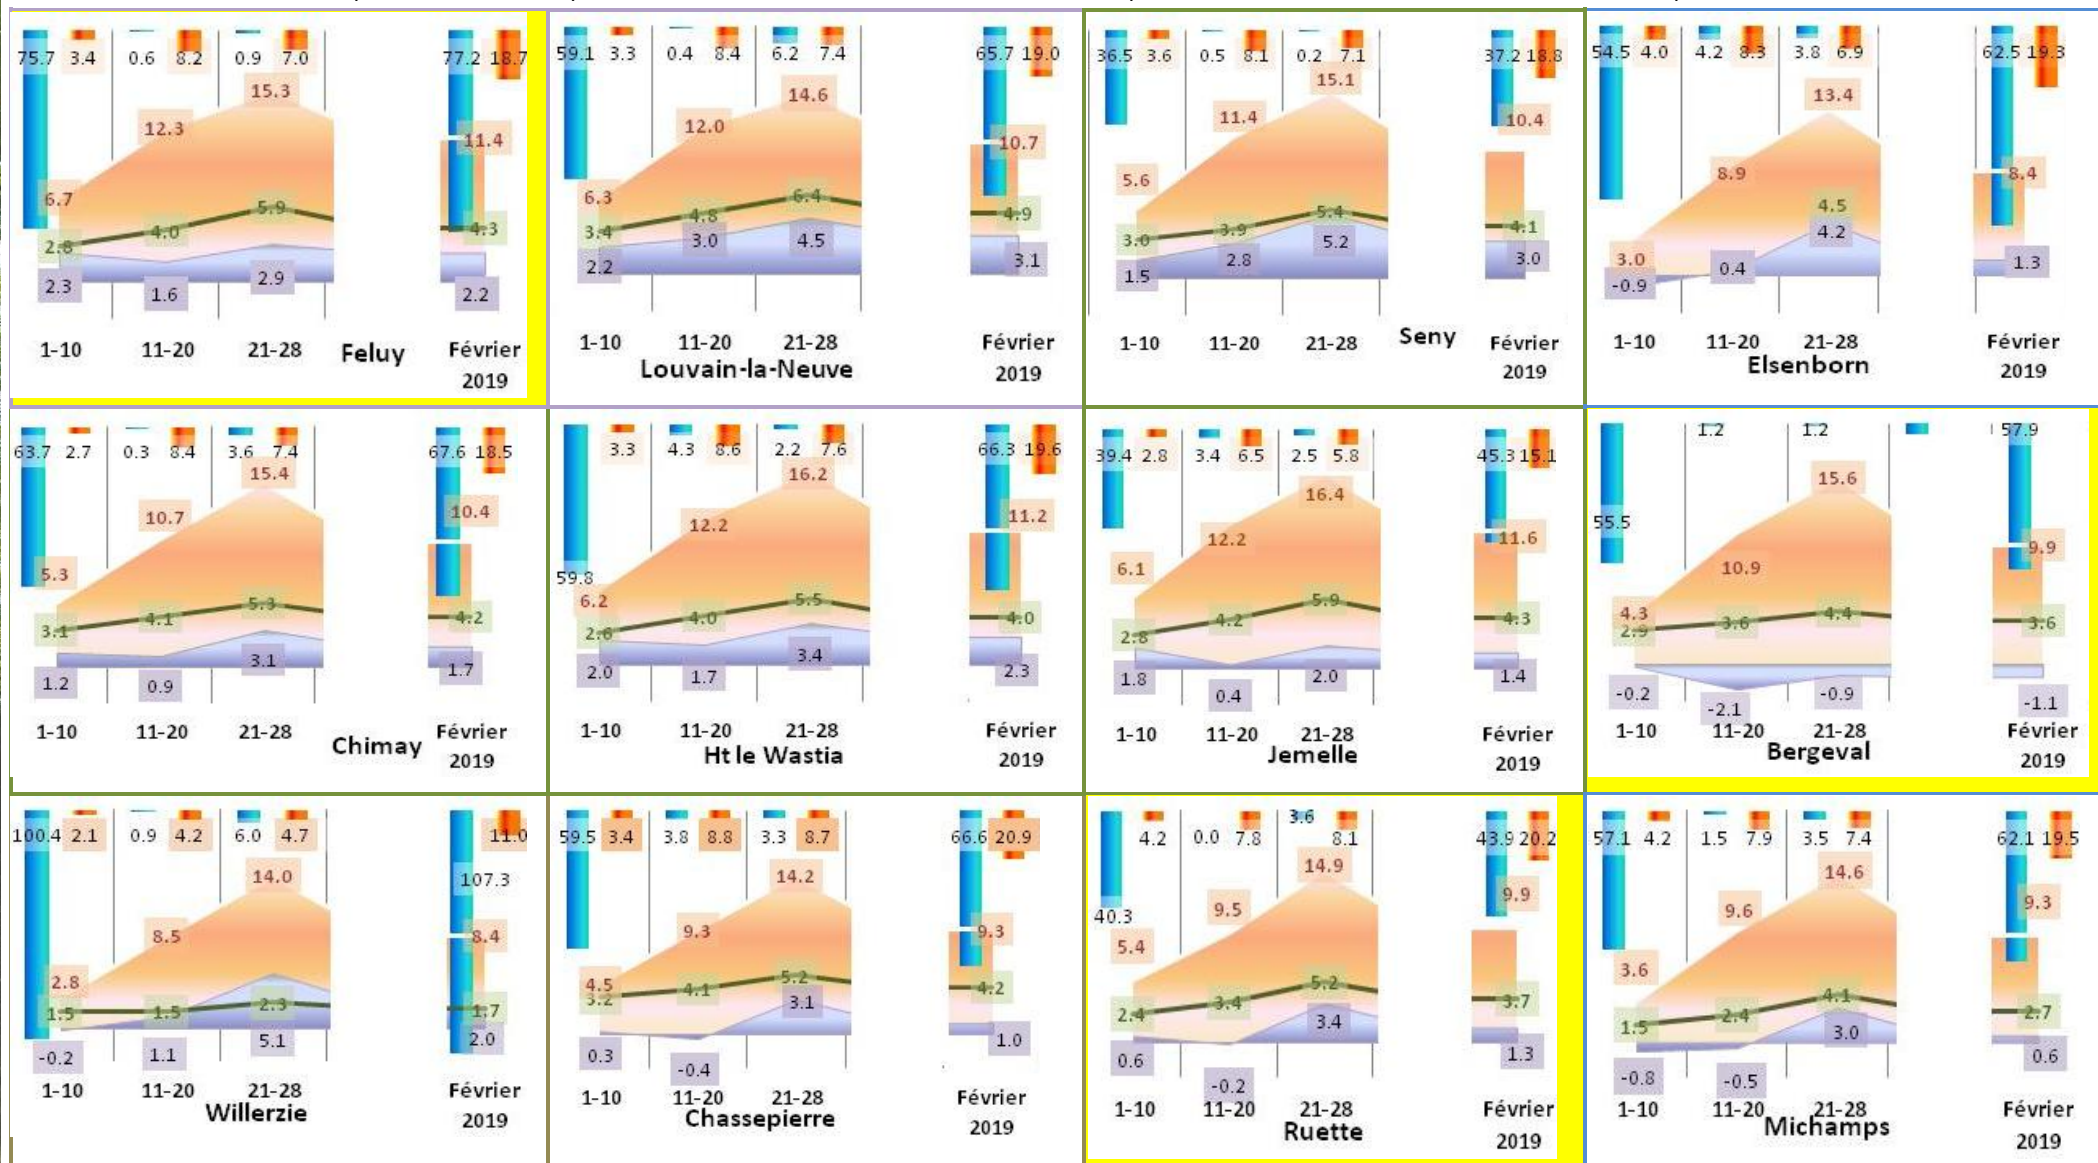 75.7 3.4 0.6 8.2 0.9 7.0 77.2 18.7
15.3
12.3
11.4
6.7
5.9
4.0 4.3
2.8
2.9
2.3 1.6 2.2
1-10 11-20 21-28 Feluy Février
2019
59.1 3.3 0.4 8.4 6.2 7.4 65.7 19.0
14.6
12.0
10.7
6.3
6.4
4.8 4.9
3.4
3.0 4.5
2.2 3.1
1-10 11-20 21-28 Février
Louvain-la-Neuve 2019
36.5 3.6 0.5 8.1 0.2 7.1 37.2 18.8
15.1
11.4 10.4
5.6
5.4
3.0 3.9 4.1
5.2
1.5 2.8 3.0
Seny
1-10 11-20 21-28 Février
2019
54.5 4.0 4.2 8.3 3.8 6.9 62.5 19.3
13.4
8.9 8.4
4.5
4.2
3.0
-0.9 0.4 1.3
1-10 11-20 21-28 Février
Elsenborn 2019
63.7 2.7 0.3 8.4 3.6 7.4 67.6 18.5
15.4
10.7 10.4
5.3
5.3
3.1 4.1 4.2
3.1
1.2 0.9 1.7
1-10 11-20 21-28 Février
Chimay 2019
3.3 4.3 8.6 2.2 7.6 66.3 19.6
16.2
12.2 11.2
59.8
6.2
5.5
2.6 4.0 4.0
3.4
2.0 1.7 2.3
1-10 11-20 21-28 Février
Ht le Wastia 2019
39.4 2.8 3.4 6.5 2.5 5.8 45.3 15.1
16.4
12.2 11.6
6.1
5.9
2.8 4.2 4.3
1.8 0.4 2.0 1.4
1-10 11-20 21-28 Février
Jemelle 2019
1.2 1.2 57.9
15.6
55.5
10.9 9.9
4.3
2.9 3.6 4.4 3.6
-0.2 -2.1 -0.9 -1.1
1-10 11-20 21-28 Février
Bergeval 2019
100.4 2.1 0.9 4.2 6.0 4.7 11.0
14.0 107.3
8.5 8.4
2.8
1.5 1.5 2.3 1.7
-0.2 1.1 5.1 2.0
1-10 11-20 21-28 Février
Willerzie 2019
59.5 3.4 3.8 8.8 3.3 8.7 66.6 20.9
14.2
9.3 9.3
4.5
3.2 4.1 5.2 4.2
3.1
0.3 -0.4 1.0
1-10 11-20 21-28 Février
Chassepierre 2019
3.6
4.2 0.0 7.8 8.1 43.9 20.2
14.9
40.3 9.5 9.9
5.4
5.2
2.4 3.4 3.7
3.4
0.6 -0.2 1.3
1-10 11-20 21-28 Février
Ruette 2019
57.1 4.2 1.5 7.9 3.5 7.4 62.1 19.5
14.6
9.6 9.3
3.6
4.1
1.5 2.4 2.7
3.0
-0.8 -0.5 0.6
1-10 11-20 21-28 Février
Michamps 2019